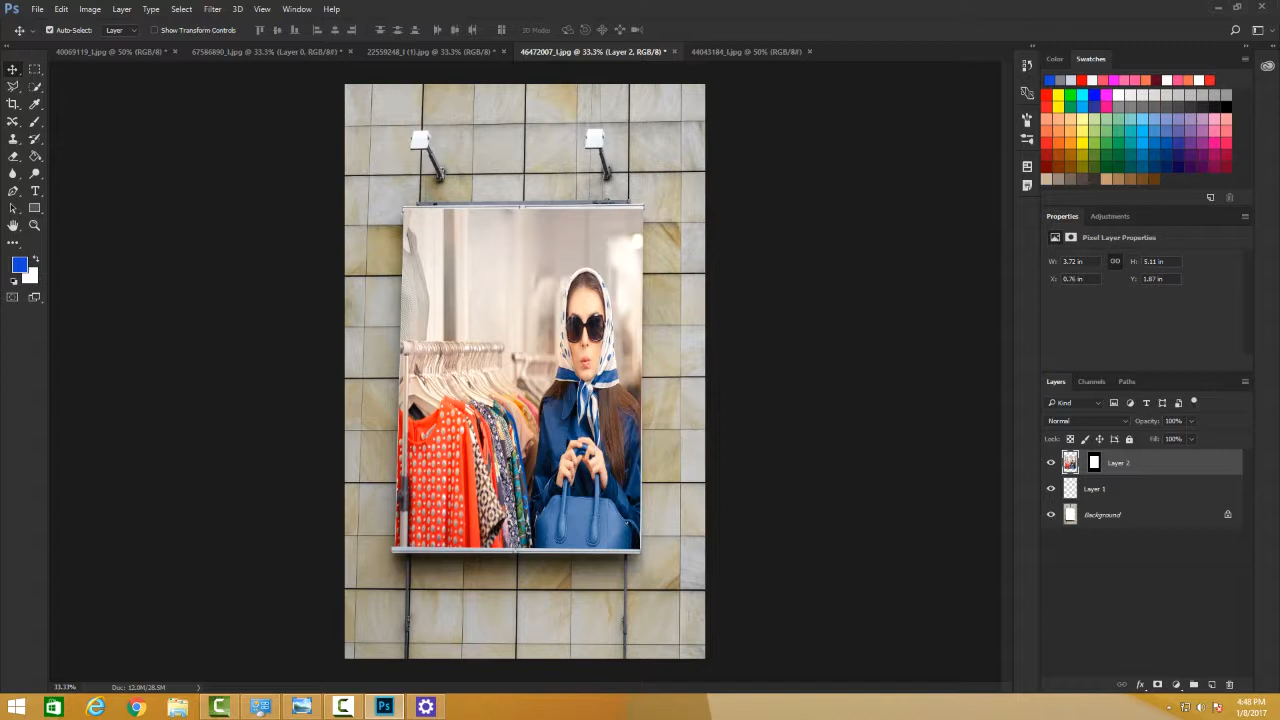 Ps File Edit Image Layer Type Select Filter 3D View Window Help
Auto-Select: Layer Show Transform Controls 3D Mode:
40069119_l.jpg @ 50% (RGB/8) * × 67586890_l.jpg @ 33.3% (Layer 0, RGB/8#) * × 22559248_l (1).jpg @ 33.3% (RGB/8) * × 46472007_l.jpg @ 33.3% (Layer 2, RGB/8) * × 44043184_l.jpg @ 50% (RGB/8#) ×
Color Swatches
Properties Adjustments
Pixel Layer Properties
W: 3.72 in H: 5.11 in
X: 0.76 in Y: 1.87 in
Layers Channels Paths
Kind
Normal Opacity: 100%
Lock: Fill: 100%
Layer 2
Layer 1
Background
33.33% Doc: 12.0M/28.5M
4:48 PM
1/8/2017